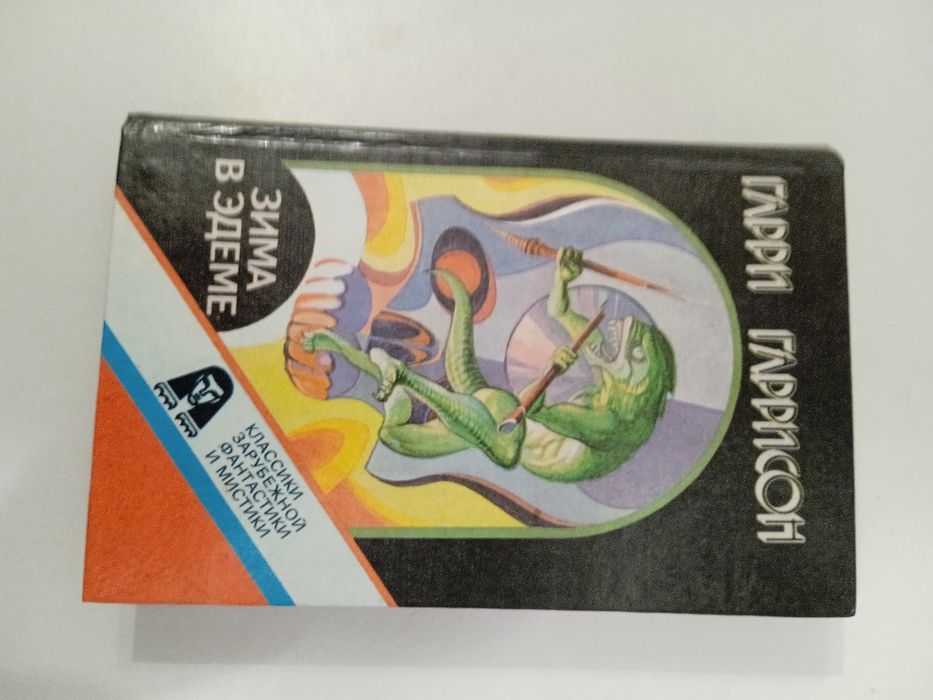 ГАРРИ ГАРРИСОН
ЗИМА
В ЭДЕМЕ
КЛАССИКИ
ЗАРУБЕЖНОЙ
ФАНТАСТИКИ
И МИСТИКИ